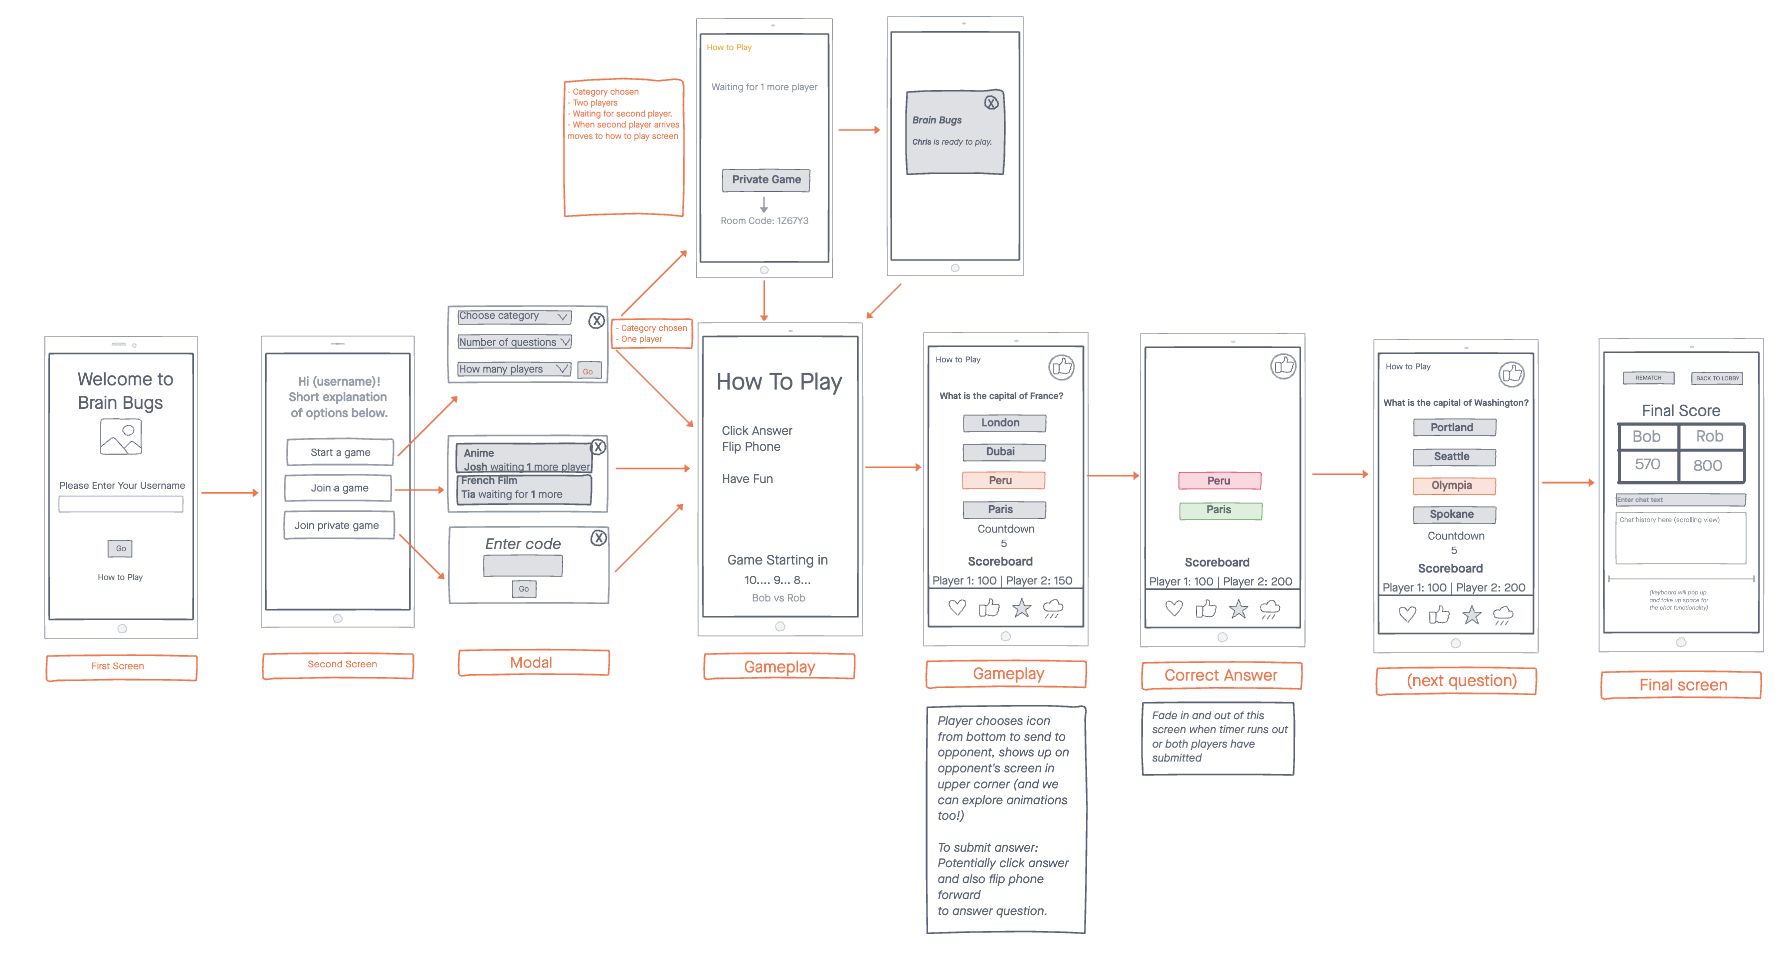 How to Play
Waiting for 1 more player
Private Game
Room Code: 1Z67Y3
- Category chosen
- Two players
- Waiting for second player.
- When second player arrives
moves to how to play screen
X
Brain Bugs
Chris is ready to play.
Welcome to
Brain Bugs
Please Enter Your Username
Go
How to Play
First Screen
Hi (username)!
Short explanation
of options below.
Start a game
Join a game
Join private game
Second Screen
Choose category
X
Number of questions
How many players
Go
- Category chosen
- One player
Anime
X
Josh waiting 1 more player
French Film
Tia waiting for 1 more
Enter code
X
Go
Modal
How To Play
Click Answer
Flip Phone
Have Fun
Game Starting in
10.... 9... 8...
Bob vs Rob
Gameplay
How to Play
What is the capital of France?
London
Dubai
Peru
Paris
Countdown
5
Scoreboard
Player 1: 100 | Player 2: 150
Gameplay
Player chooses icon
from bottom to send to
opponent, shows up on
opponent's screen in
upper corner (and we
can explore animations
too!)
To submit answer:
Potentially click answer
and also flip phone
forward
to answer question.
Peru
Paris
Scoreboard
Player 1: 100 | Player 2: 200
Correct Answer
Fade in and out of this
screen when timer runs out
or both players have
submitted
How to Play
What is the capital of Washington?
Portland
Seattle
Olympia
Spokane
Countdown
5
Scoreboard
Player 1: 100 | Player 2: 200
(next question)
REMATCH
BACK TO LOBBY
Final Score
Bob Rob
570 800
Enter chat text
Chet history here (scrolling view)
(keyboard will pop up
and take up space for
the chat functionality)
Final screen